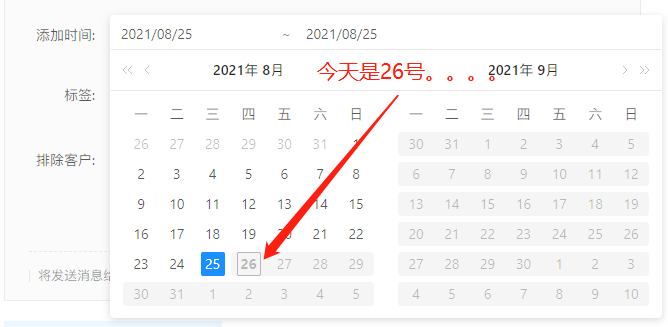 添加时间: 2021/08/25 ~ 2021/08/25
2021年 8月 今天是26号。。。。 2021年 9月
标签:
一 二 三 四 五 六 日 一 二 三 四 五 六 日
26 27 28 29 30 31 1 30 31 1 2 3 4 5
排除客户:
2 3 4 5 6 7 8 6 7 8 9 10 11 12
9 10 11 12 13 14 15 13 14 15 16 17 18 19
16 17 18 19 20 21 22 20 21 22 23 24 25 26
23 24 25 26 27 28 29 27 28 29 30 1 2 3
将发送消息
30 31 1 2 3 4 5 4 5 6 7 8 9 10